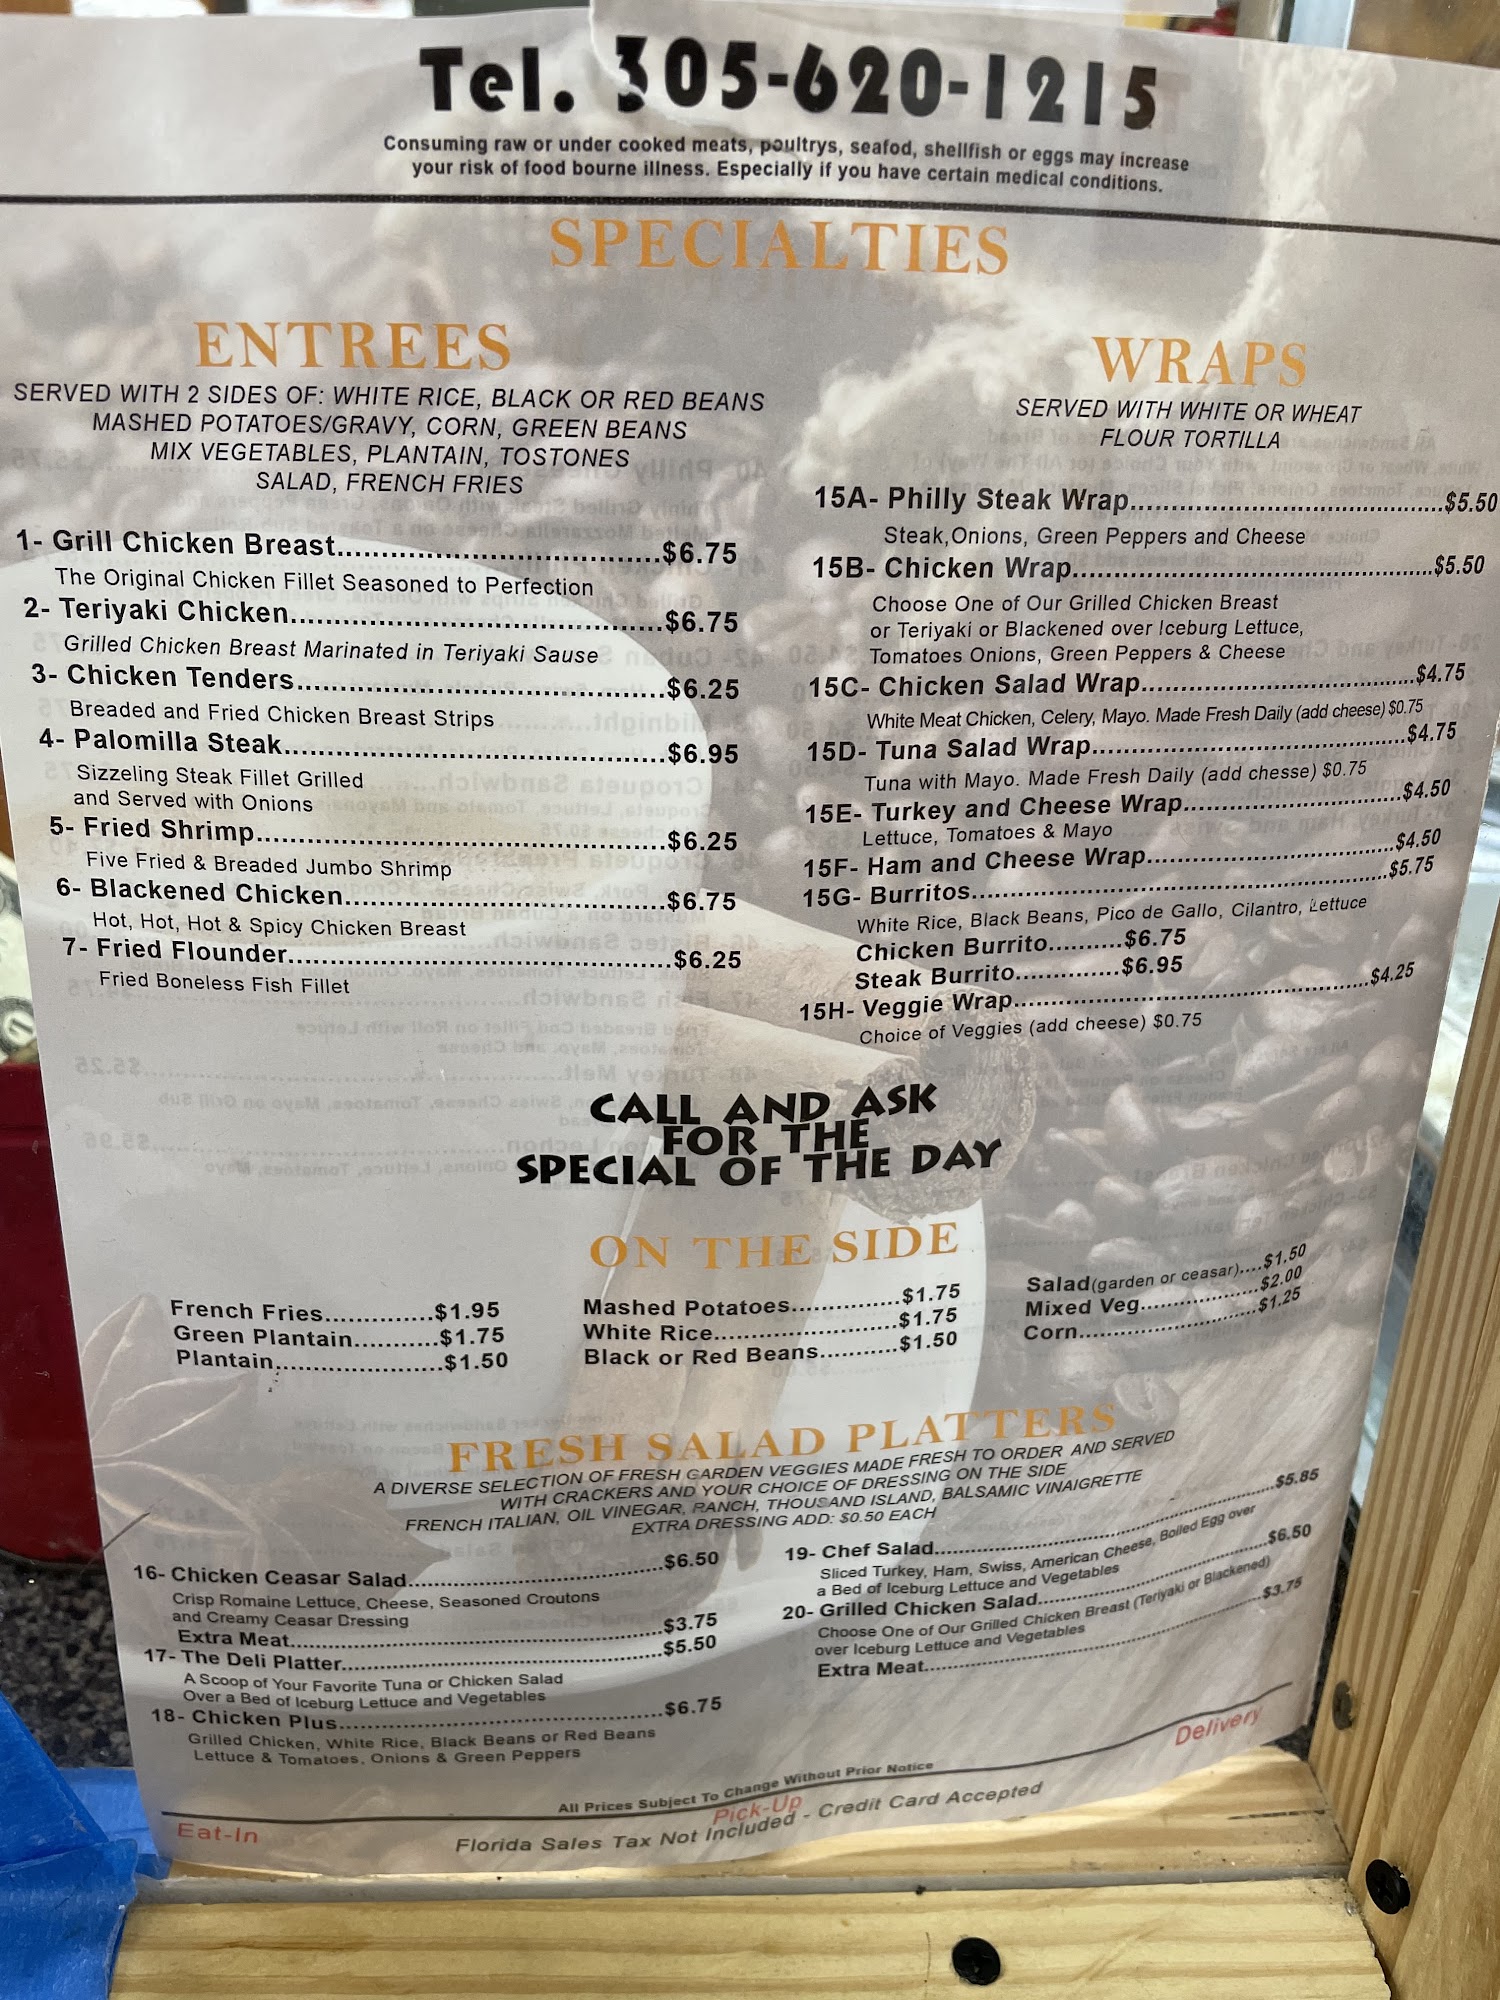 Tel. 305-620-1215
Consuming raw or under cooked meats, poultrys, seafod, shellfish or eggs may increase
your risk of food bourne illness. Especially if you have certain medical conditions.
SPECIALTIES
ENTREES
SERVED WITH 2 SIDES OF: WHITE RICE, BLACK OR RED BEANS
MASHED POTATOES/GRAVY, CORN, GREEN BEANS
MIX VEGETABLES, PLANTAIN, TOSTONES
SALAD, FRENCH FRIES
1- Grill Chicken Breast....................................$6.75
The Original Chicken Fillet Seasoned to Perfection
2- Teriyaki Chicken..........................................$6.75
Grilled Chicken Breast Marinated in Teriyaki Sause
3- Chicken Tenders.........................................$6.25
Breaded and Fried Chicken Breast Strips
4- Palomilla Steak...........................................$6.95
Sizzeling Steak Fillet Grilled
and Served with Onions
5- Fried Shrimp..............................................$6.25
Five Fried & Breaded Jumbo Shrimp
6- Blackened Chicken....................................$6.75
Hot, Hot, Hot & Spicy Chicken Breast
7- Fried Flounder...........................................$6.25
Fried Boneless Fish Fillet
WRAPS
SERVED WITH WHITE OR WHEAT
FLOUR TORTILLA
15A- Philly Steak Wrap.......................................$5.50
Steak,Onions, Green Peppers and Cheese
15B- Chicken Wrap.............................................$5.50
Choose One of Our Grilled Chicken Breast
or Teriyaki or Blackened over Iceburg Lettuce,
Tomatoes Onions, Green Peppers & Cheese
15C- Chicken Salad Wrap..................................$4.75
White Meat Chicken, Celery, Mayo. Made Fresh Daily (add cheese) $0.75
15D- Tuna Salad Wrap.......................................$4.75
Tuna with Mayo. Made Fresh Daily (add chesse) $0.75
15E- Turkey and Cheese Wrap...........................$4.50
Lettuce, Tomatoes & Mayo
15F- Ham and Cheese Wrap..............................$4.50
15G- Burritos....................................................$5.75
White Rice, Black Beans, Pico de Gallo, Cilantro, Lettuce
Chicken Burrito..........$6.75
Steak Burrito..............$6.95
15H- Veggie Wrap.............................................$4.25
Choice of Veggies (add cheese) $0.75
CALL AND ASK
FOR THE
SPECIAL OF THE DAY
ON THE SIDE
French Fries..............$1.95
Green Plantain...........$1.75
Plantain......................$1.50
Mashed Potatoes..............$1.75
White Rice........................$1.75
Black or Red Beans...........$1.50
Salad(garden or ceasar)....$1.50
Mixed Veg.................$2.00
Corn..........................$1.25
FRESH SALAD PLATTERS
A DIVERSE SELECTION OF FRESH GARDEN VEGGIES MADE FRESH TO ORDER AND SERVED
WITH CRACKERS AND YOUR CHOICE OF DRESSING ON THE SIDE
FRENCH ITALIAN, OIL VINEGAR, RANCH, THOUSAND ISLAND, BALSAMIC VINAIGRETTE
EXTRA DRESSING ADD: $0.50 EACH
16- Chicken Ceasar Salad.................................$6.50
Crisp Romaine Lettuce, Cheese, Seasoned Croutons
and Creamy Ceasar Dressing
Extra Meat..................................................$3.75
17- The Deli Platter...........................................$5.50
A Scoop of Your Favorite Tuna or Chicken Salad
Over a Bed of Iceburg Lettuce and Vegetables
18- Chicken Plus............................................$6.75
Grilled Chicken, White Rice, Black Beans or Red Beans
Lettuce & Tomatoes, Onions & Green Peppers
19- Chef Salad..............................................$5.85
Sliced Turkey, Ham, Swiss, American Cheese, Boiled Egg over
a Bed of Iceburg Lettuce and Vegetables
20- Grilled Chicken Salad..............................$6.50
Choose One of Our Grilled Chicken Breast (Teriyaki or Blackened)
over Iceburg Lettuce and Vegetables
Extra Meat..............................................$3.75
All Prices Subject To Change Without Prior Notice
Eat-In
Pick-Up
Delivery
Florida Sales Tax Not Included - Credit Card Accepted